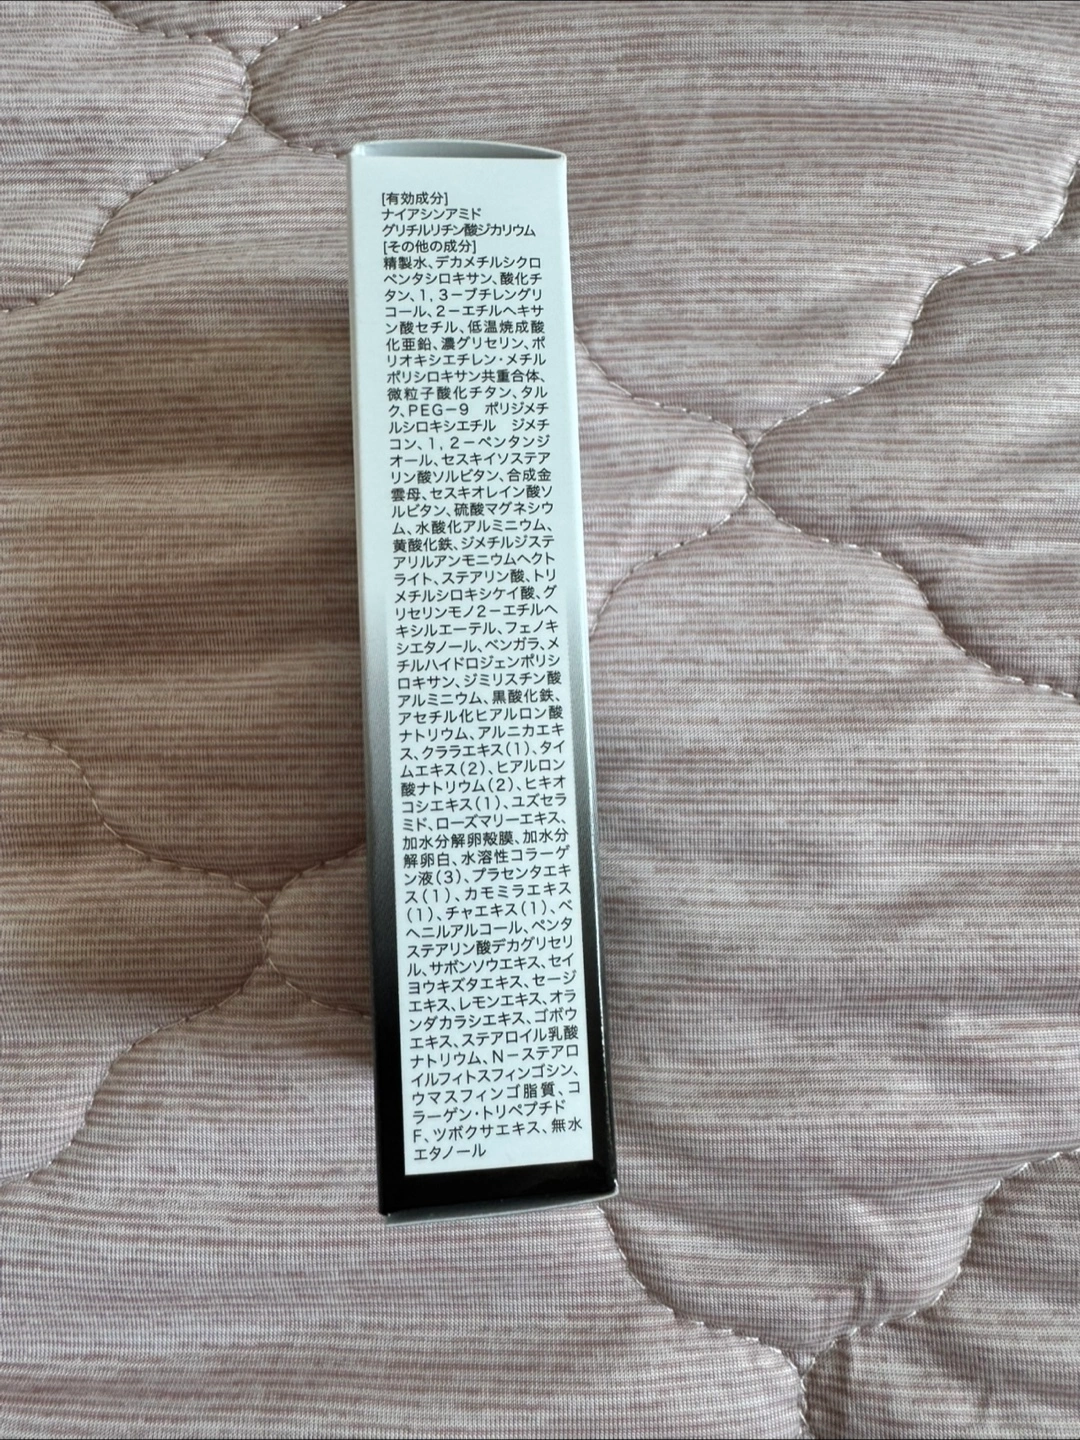 [有効成分]
ナイアシンアミド
グリチルリチン酸ジカリウム
[その他の成分]
精製水、デカメチルシクロ
ペンタシロキサン、酸化チ
タン、1,3−ブチレングリ
コール、2−エチルヘキサ
ン酸セチル、低温焼成酸
化亜鉛、濃グリセリン、ポ
リオキシエチレン・メチル
ポリシロキサン共重合体、
微粒子酸化チタン、タル
ク、PEG−9　ポリジメチ
ルシロキシエチル　ジメチ
コン、1,2−ペンタンジ
オール、セスキイソステア
リン酸ソルビタン、合成金
雲母、セスキオレイン酸ソ
ルビタン、硫酸マグネシウ
ム、水酸化アルミニウム、
黄酸化鉄、ジメチルジステ
アリルアンモニウムヘクト
ライト、ステアリン酸、トリ
メチルシロキシケイ酸、グ
リセリンモノ2−エチルヘ
キシルエーテル、フェノキ
シエタノール、ベンガラ、メ
チルハイドロジェンポリシ
ロキサン、ジミリスチン酸
アルミニウム、黒酸化鉄、
アセチル化ヒアルロン酸
ナトリウム、アルニカエキ
ス、クララエキス(1)、タイ
ムエキス(2)、ヒアルロン
酸ナトリウム(2)、ヒキオ
コシエキス(1)、ユズセラ
ミド、ローズマリーエキス、
加水分解卵殻膜、加水分
解卵白、水溶性コラーゲ
ン液(3)、プラセンタエキ
ス(1)、カモミラエキス
(1)、チャエキス(1)、ベ
ヘニルアルコール、ペンタ
ステアリン酸デカグリセリ
ル、サボンソウエキス、セイ
ヨウキズタエキス、セージ
エキス、レモンエキス、オラ
ンダカラシエキス、ゴボウ
エキス、ステアロイル乳酸
ナトリウム、N−ステアロ
イルフィトスフィンゴシン、
ウマスフィンゴ脂質、コ
ラーゲン・トリペプチド
F、ツボクサエキス、無水
エタノール